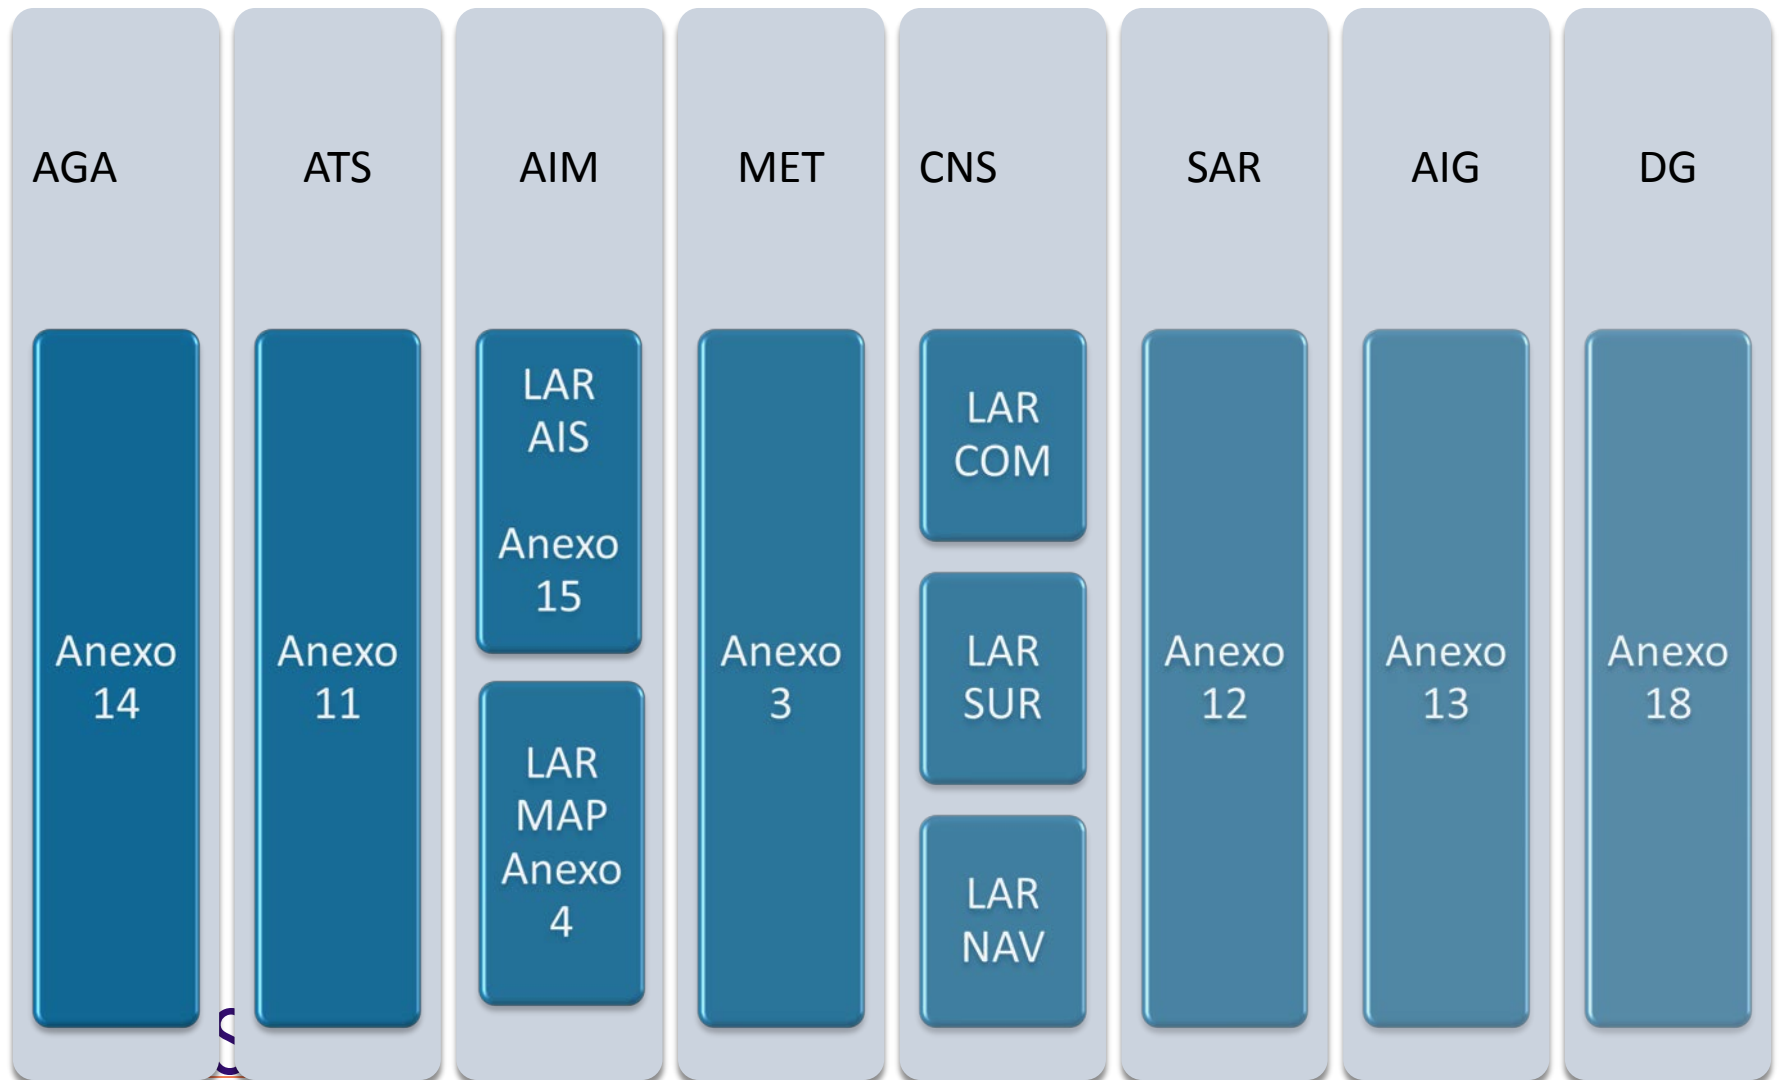 AGA
Anexo
14
ATS
Anexo
11
AIM
LAR
AIS
Anexo
15
LAR
MAP
Anexo
4
MET
Anexo
3
CNS
LAR
COM
LAR
SUR
LAR
NAV
SAR
Anexo
12
AIG
Anexo
13
DG
Anexo
18